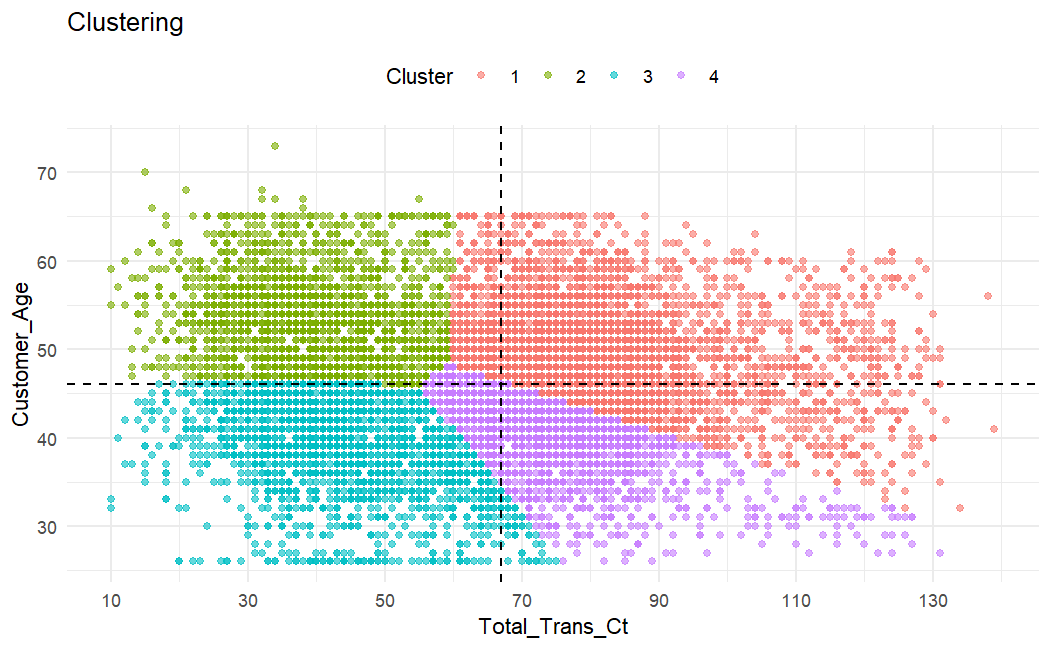 Clustering
Cluster 1 2 3 4
Customer_Age
70
60
50
40
30
10 30 50 70 90 110 130
Total_Trans_Ct